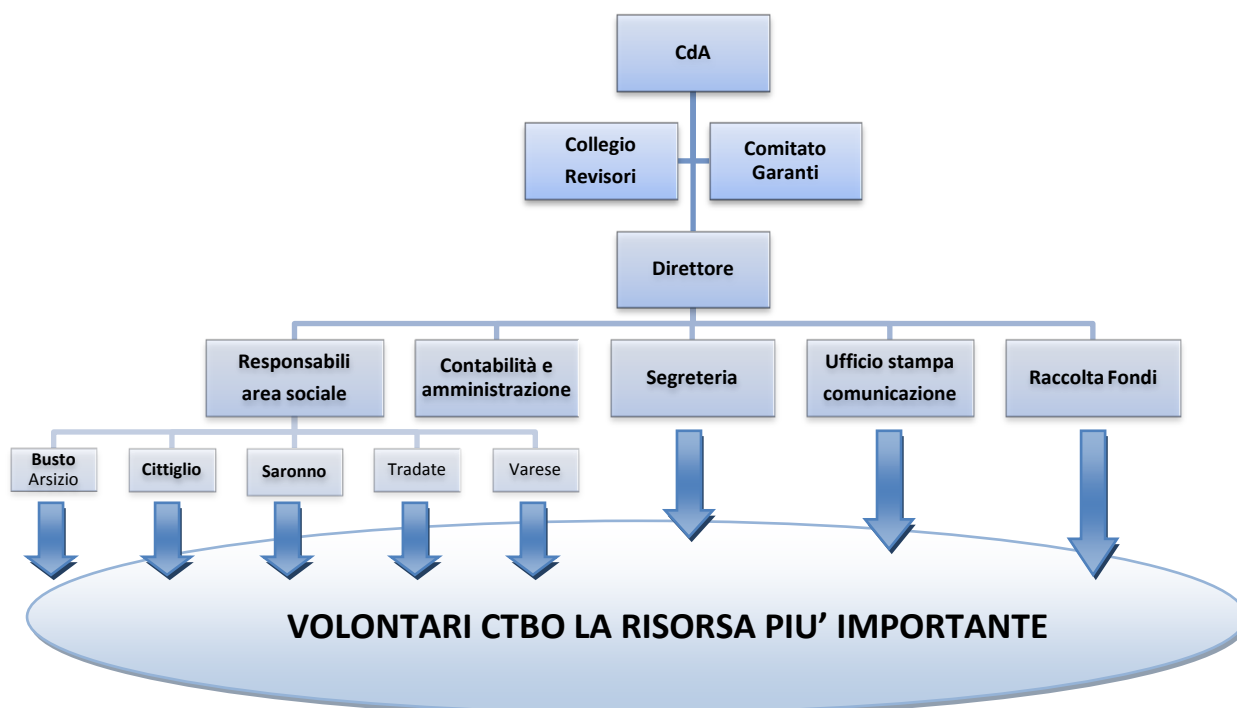 CdA
Collegio
Revisori
Comitato
Garanti
Direttore
Responsabili
area sociale
Contabilità e
amministrazione
Segreteria
Ufficio stampa
comunicazione
Raccolta Fondi
Busto
Arsizio
Cittiglio
Saronno
Tradate
Varese
VOLONTARI CTBO LA RISORSA PIU’ IMPORTANTE